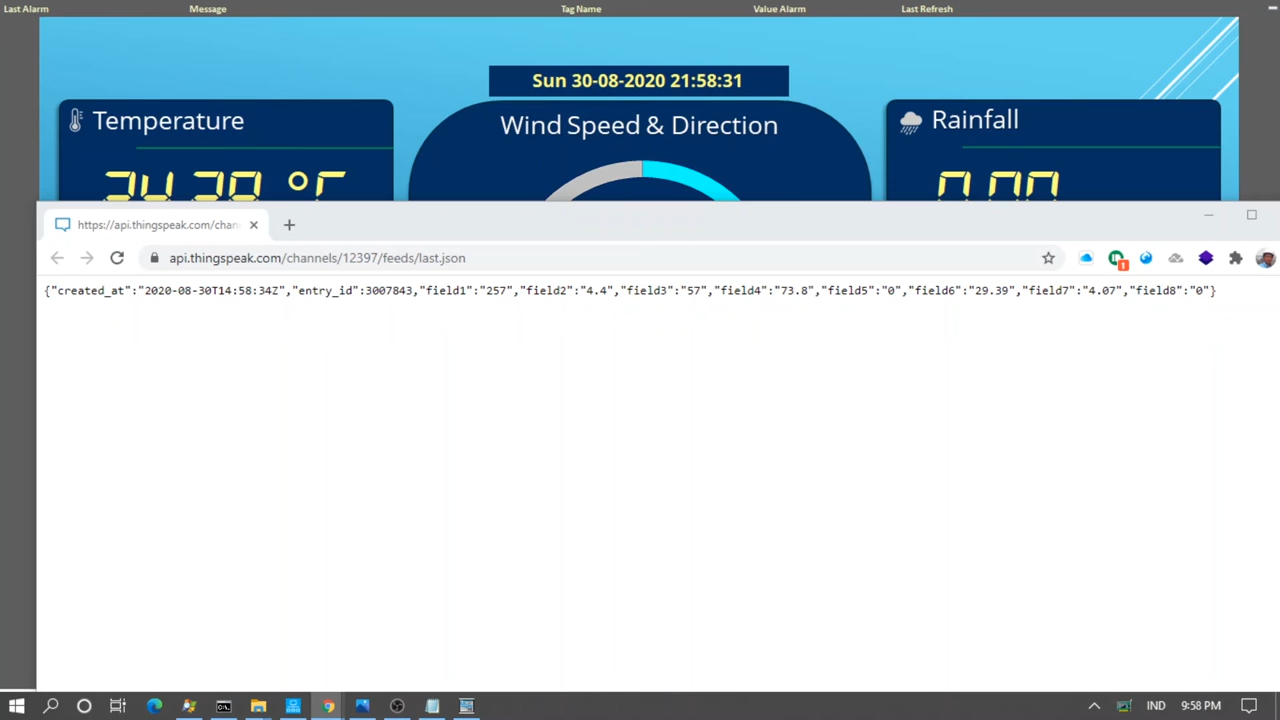 Last Alarm Message Tag Name Value Alarm Last Refresh
Sun 30-08-2020 21:58:31
Temperature
Wind Speed & Direction
Rainfall
°C
0.00
https://api.thingspeak.com/chan
api.thingspeak.com/channels/12397/feeds/last.json
1
{"created_at":"2020-08-30T14:58:34Z","entry_id":3007843,"field1":"257","field2":"4.4","field3":"57","field4":"73.8","field5":"0","field6":"29.39","field7":"4.07","field8":"0"}
IND 9:58 PM